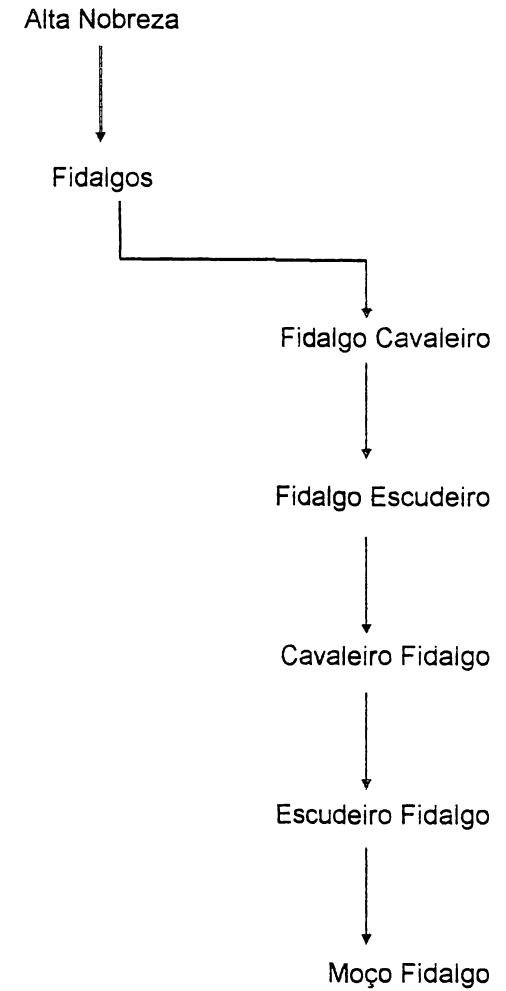 Alta Nobreza
Fidalgos
Fidalgo Cavaleiro
Fidalgo Escudeiro
Cavaleiro Fidalgo
Escudeiro Fidalgo
Moço Fidalgo